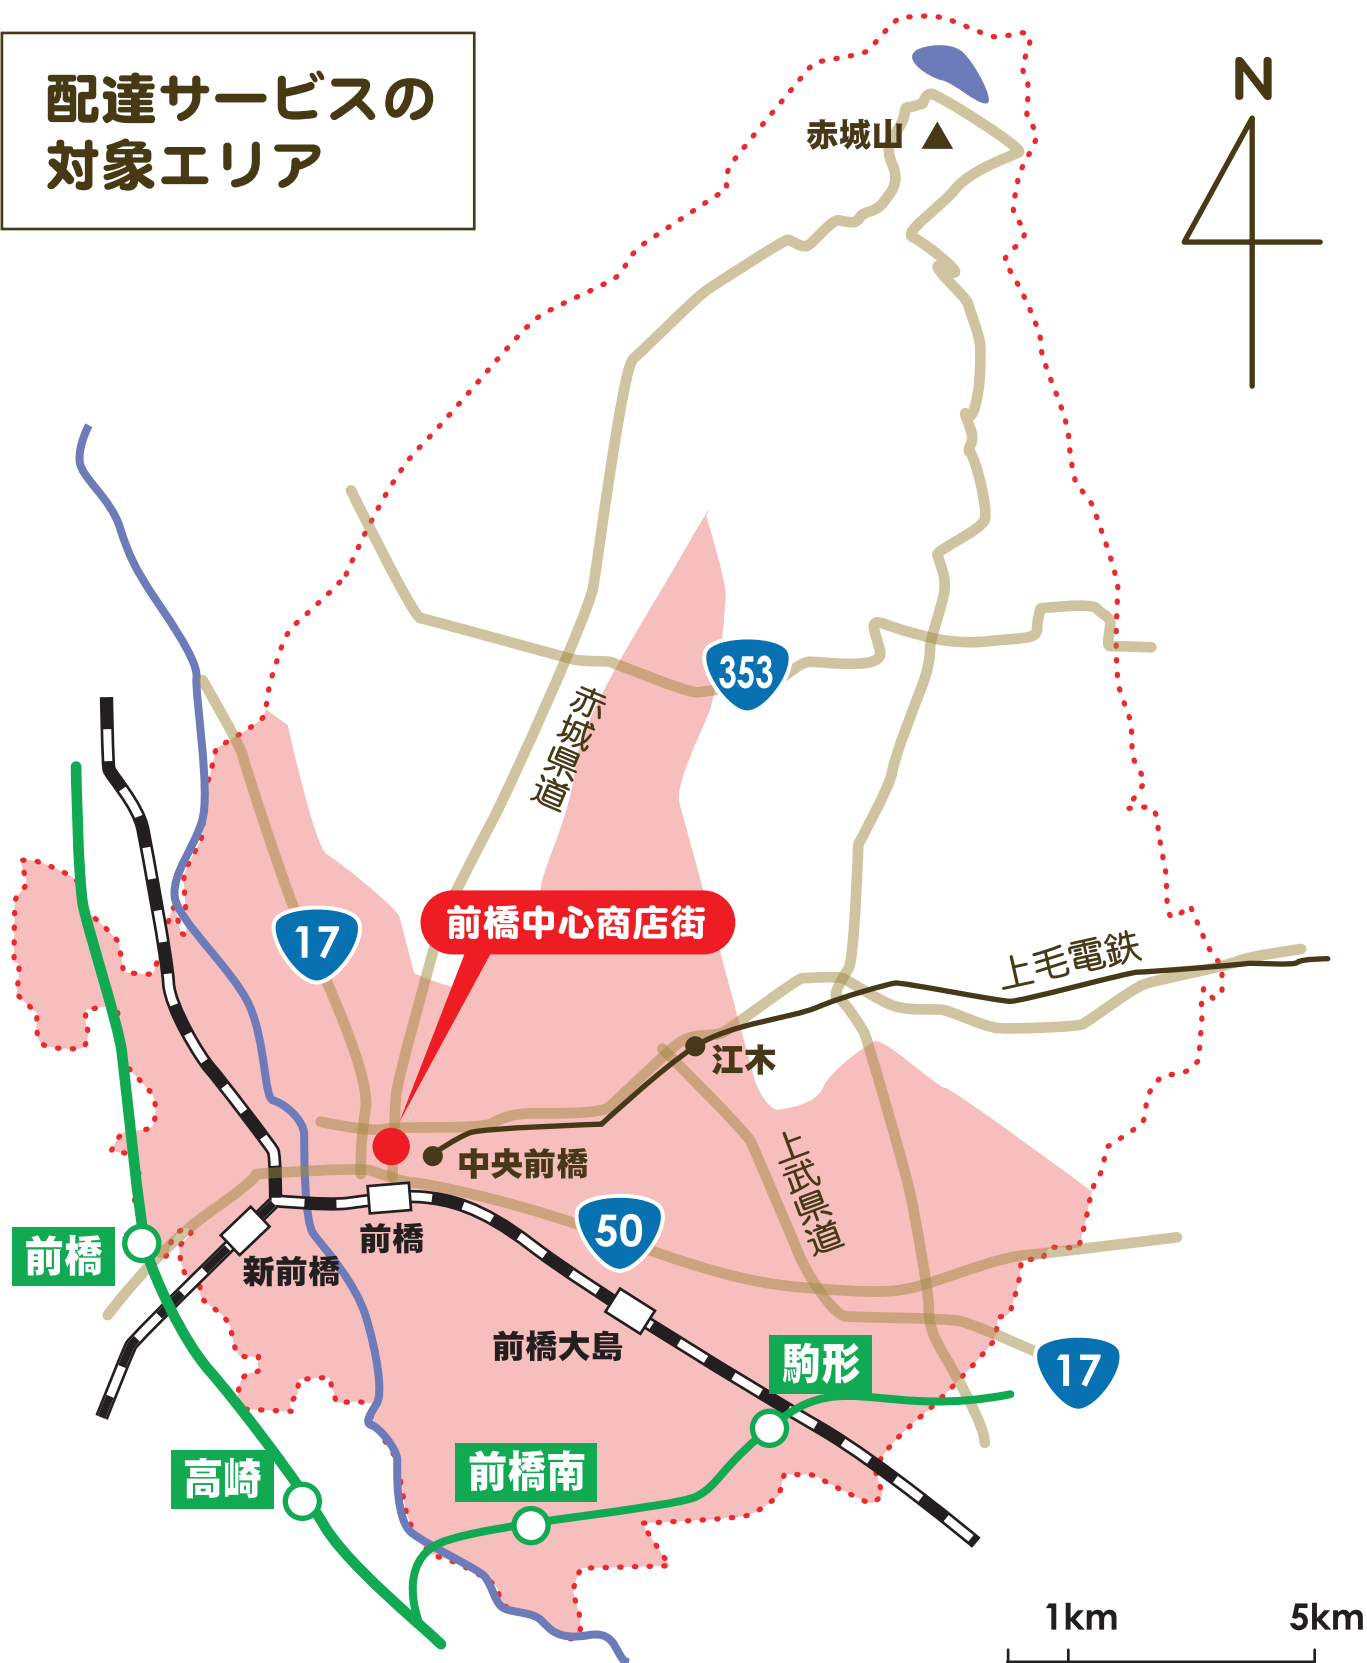 配達サービスの
対象エリア
N
赤城山
353
赤城県道
17
前橋中心商店街
上毛電鉄
江木
中央前橋
上武県道
前橋
50
前橋
新前橋
前橋大島
駒形
17
高崎
前橋南
1km
5km